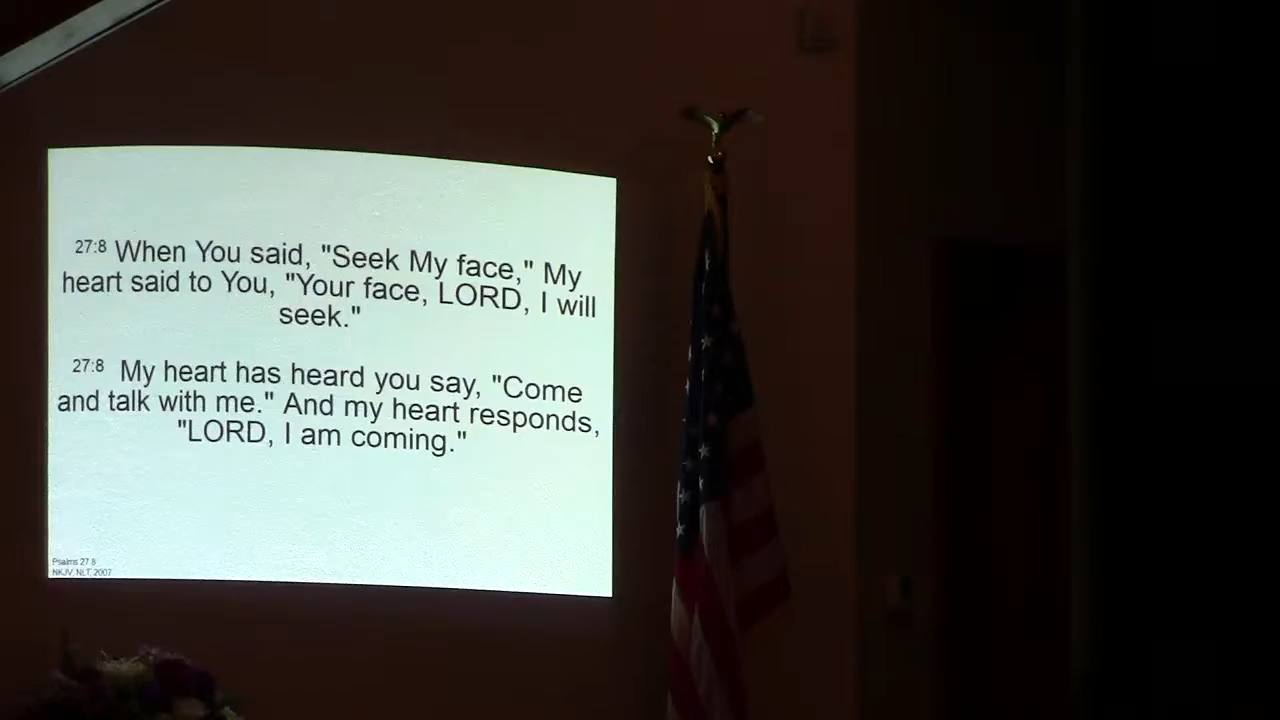 27:8 When You said, "Seek My face," My
heart said to You, "Your face, LORD, I will
seek."
27:8 My heart has heard you say, "Come
and talk with me." And my heart responds,
"LORD, I am coming."
Psalms 27:8
NKJV, NLT, 2007